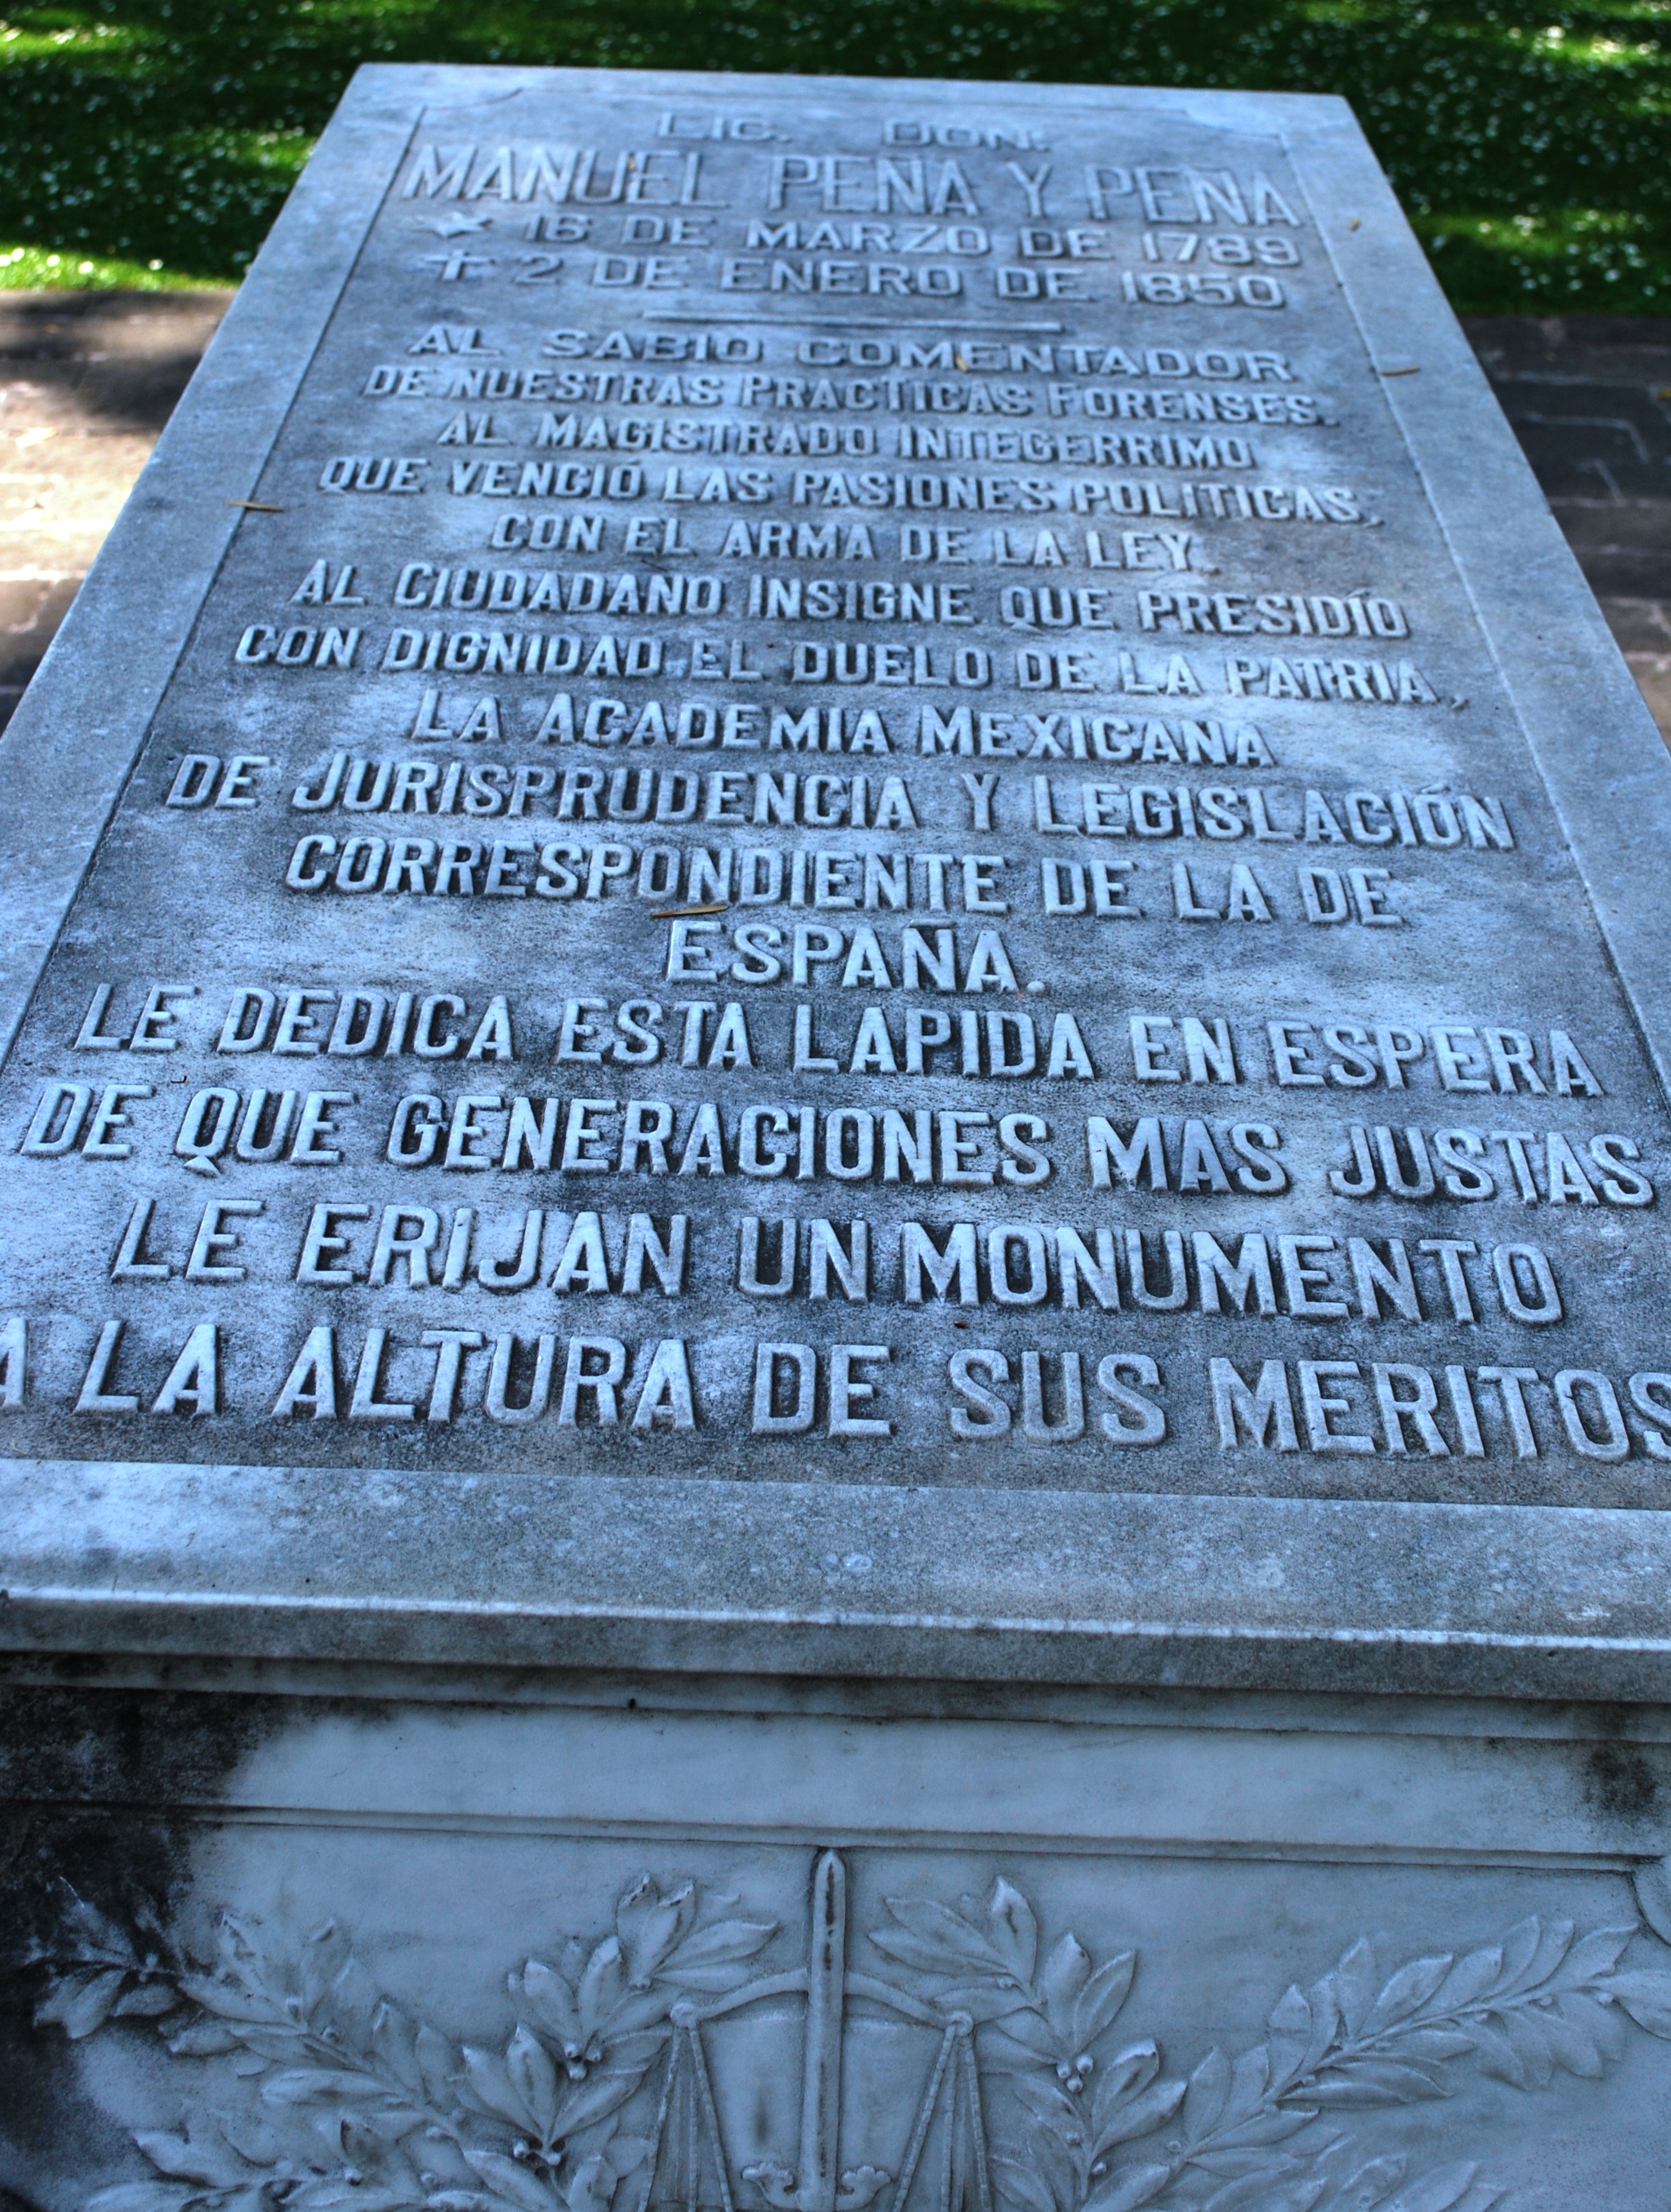 LIC. DON.
MANUEL PEÑA Y PEÑA
16 DE MARZO DE 1789
2 DE ENERO DE 1850
AL SABIO COMENTADOR
DE NUESTRAS PRACTICAS FORENSES.
AL MAGISTRADO INTEGERRIMO
QUE VENCIÓ LAS PASIONES POLITICAS,
CON EL ARMA DE LA LEY.
AL CIUDADANO INSIGNE QUE PRESIDÍO
CON DIGNIDAD EL DUELO DE LA PATRIA,
LA ACADEMIA MEXICANA
DE JURISPRUDENCIA Y LEGISLACIÓN
CORRESPONDIENTE DE LA DE
ESPAÑA.
LE DEDICA ESTA LAPIDA EN ESPERA
DE QUE GENERACIONES MAS JUSTAS
LE ERIJAN UN MONUMENTO
A LA ALTURA DE SUS MERITOS